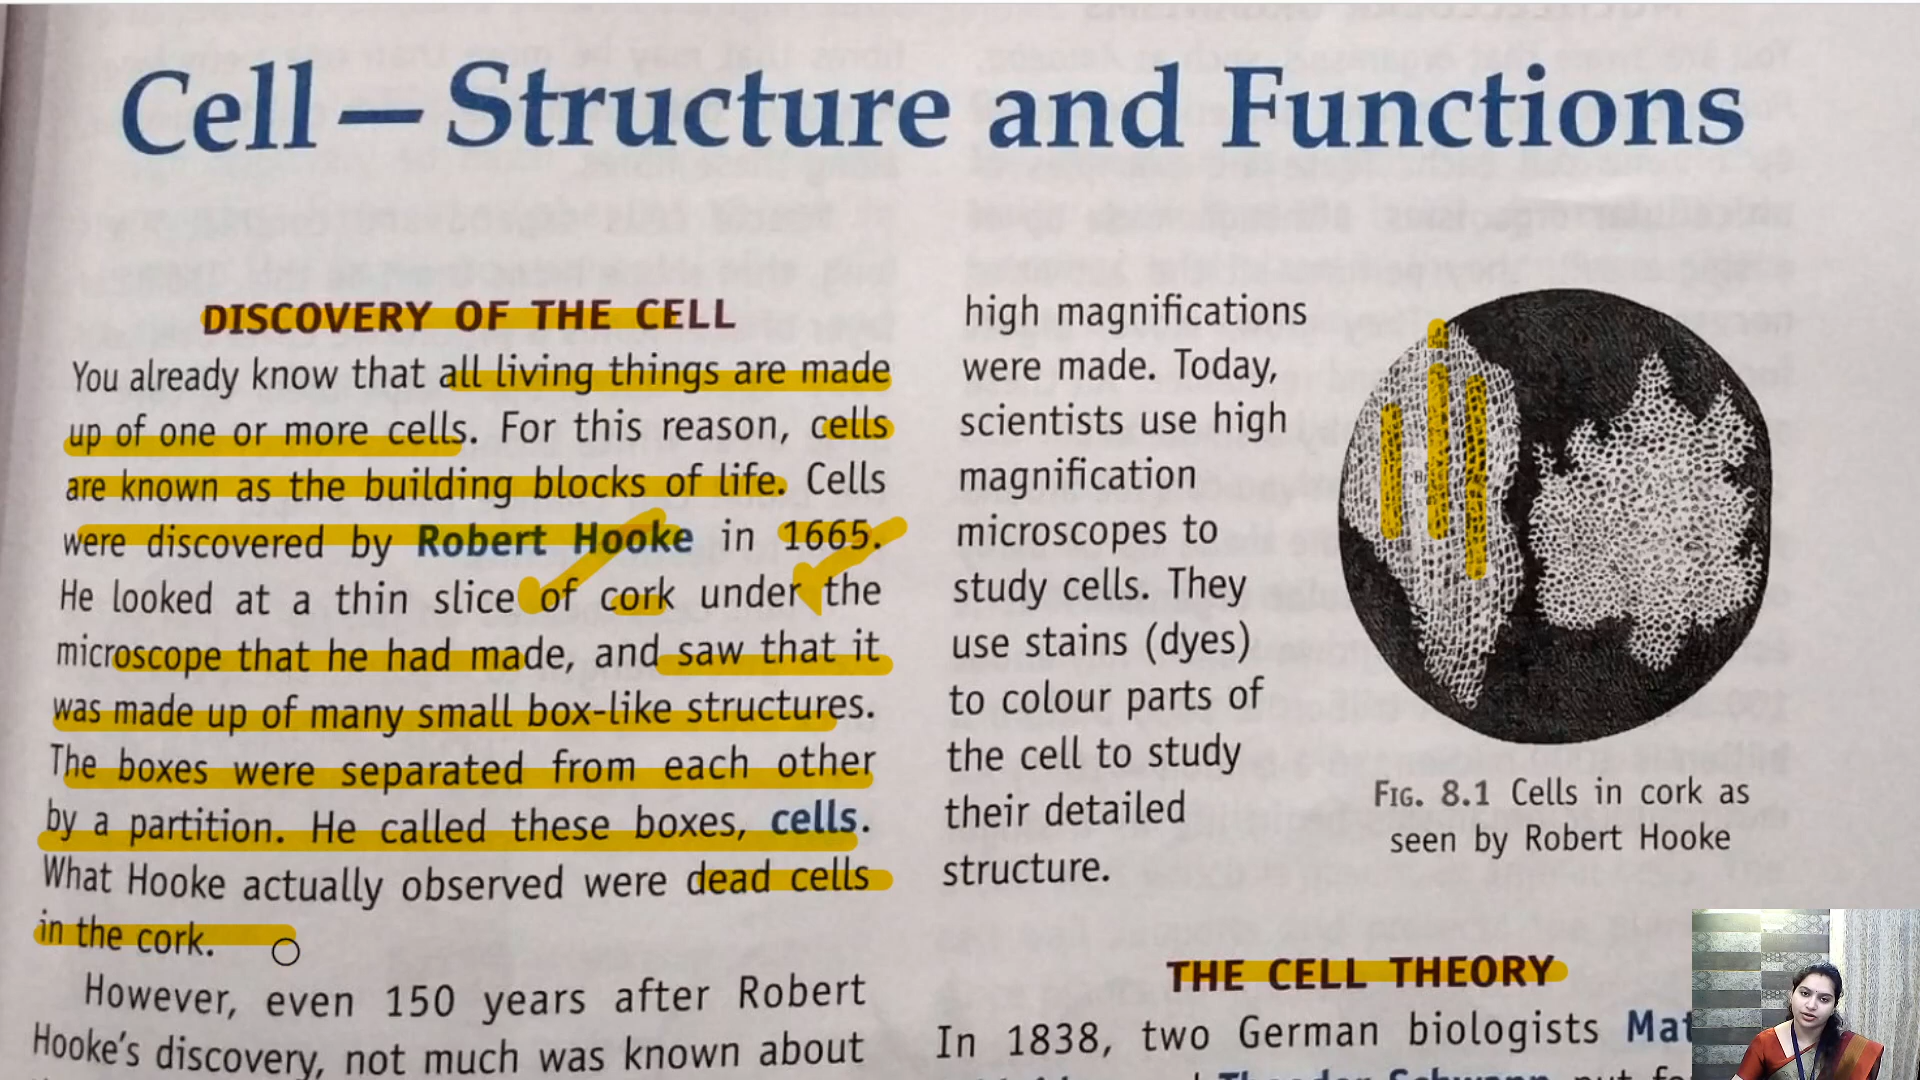 Cell — Structure and Functions
DISCOVERY OF THE CELL
You already know that all living things are made
up of one or more cells. For this reason, cells
are known as the building blocks of life. Cells
were discovered by Robert Hooke in 1665.
He looked at a thin slice of cork under the
microscope that he had made, and saw that it
was made up of many small box-like structures.
The boxes were separated from each other
by a partition. He called these boxes, cells.
What Hooke actually observed were dead cells
in the cork.
However, even 150 years after Robert
Hooke's discovery, not much was known about
high magnifications
were made. Today,
scientists use high
magnification
microscopes to
study cells. They
use stains (dyes)
to colour parts of
the cell to study
their detailed
structure.
FIG. 8.1 Cells in cork as
seen by Robert Hooke
THE CELL THEORY
In 1838, two German biologists
Theodor Schwann put